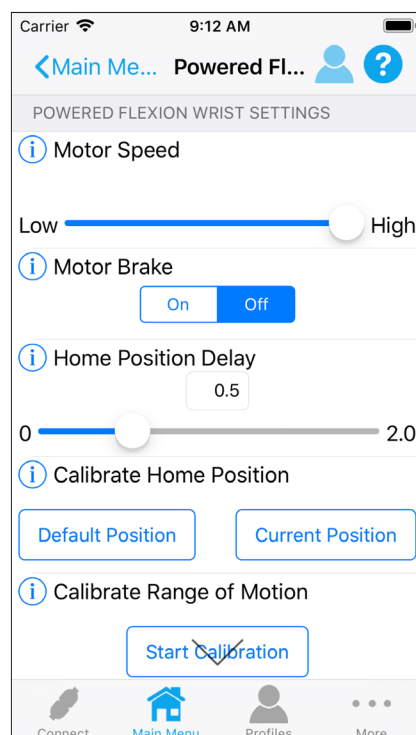 Carrier 9:12 AM
Main Me... Powered Fl... ?
POWERED FLEXION WRIST SETTINGS
i Motor Speed
Low High
i Motor Brake
On Off
i Home Position Delay
0.5
0 2.0
i Calibrate Home Position
Default Position Current Position
i Calibrate Range of Motion
Start Calibration
Connect Main Menu Profiles More